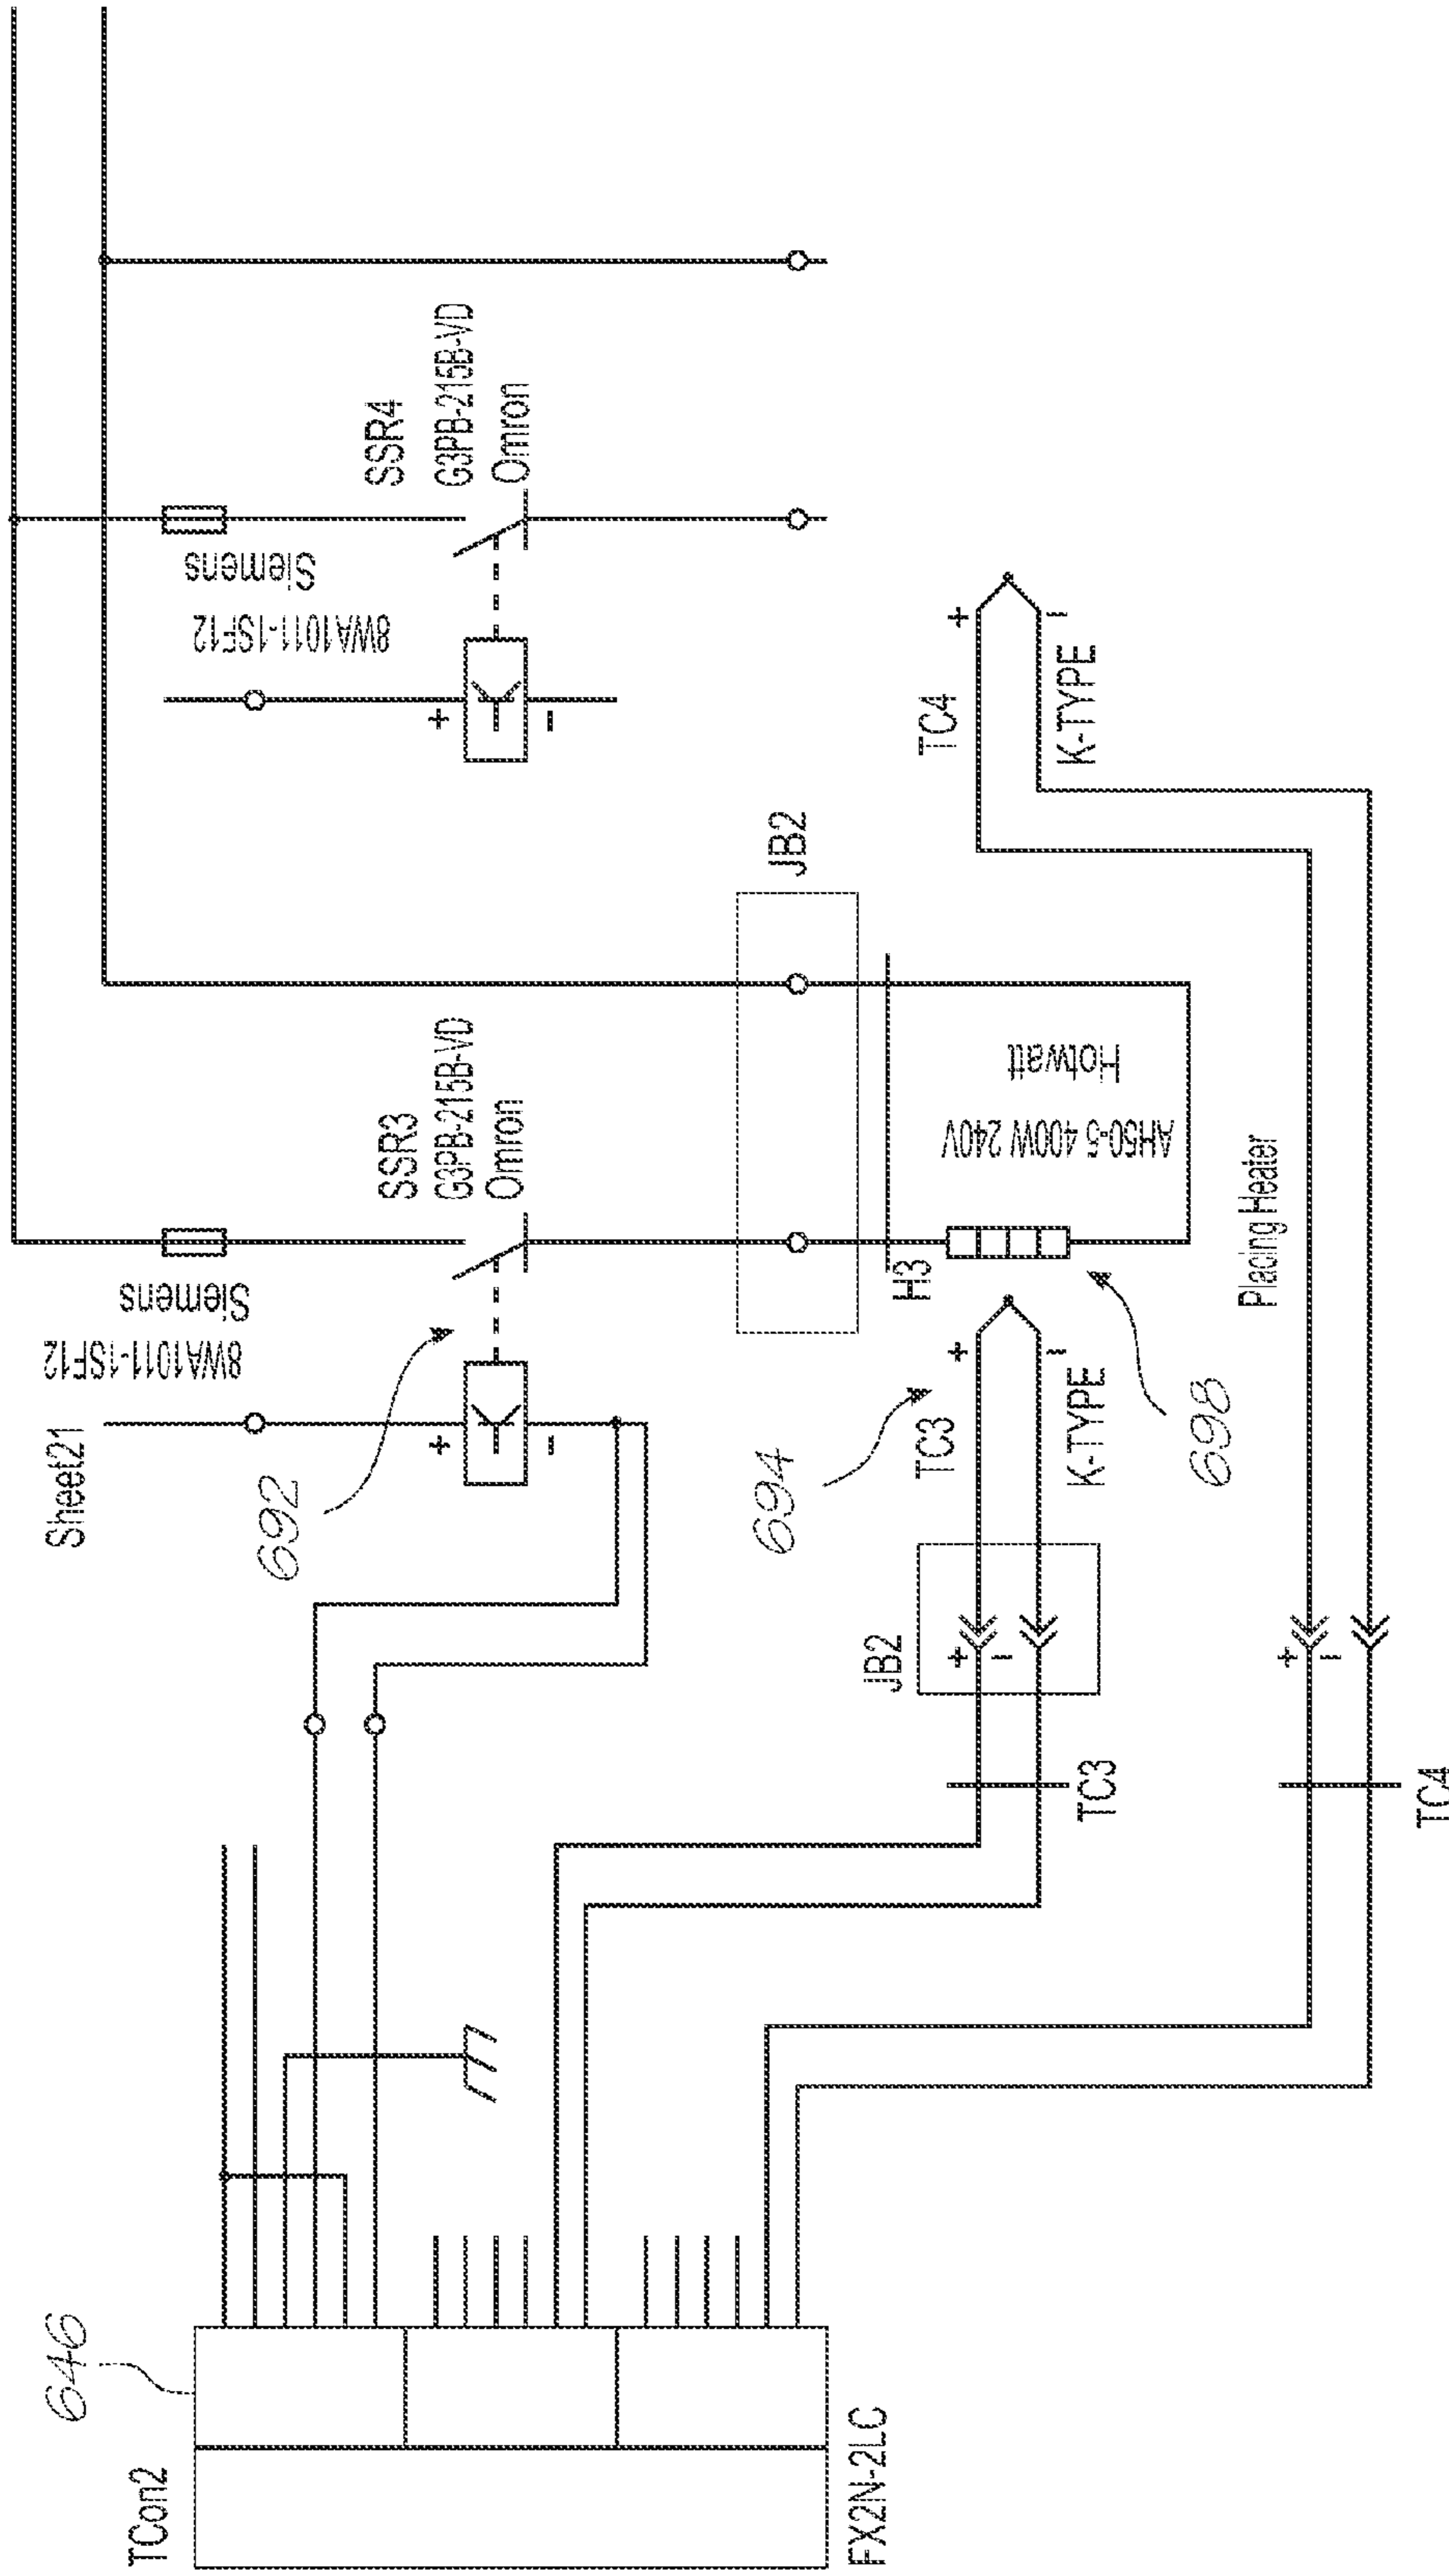 TCon2
646
FX2N-2LC
Sheet21
8WA1011-1SF12
Siemens
692
SSR3
G3PB-215B-VD
Omron
8WA1011-1SF12
Siemens
SSR4
G3PB-215B-VD
Omron
+
-
+
-
JB2
H3
AH50-5 400W 240V
Hotwatt
698
694
TC3
+
-
K-TYPE
JB2
+
-
TC3
TC4
+
-
K-TYPE
Placing Heater
+
-
TC4